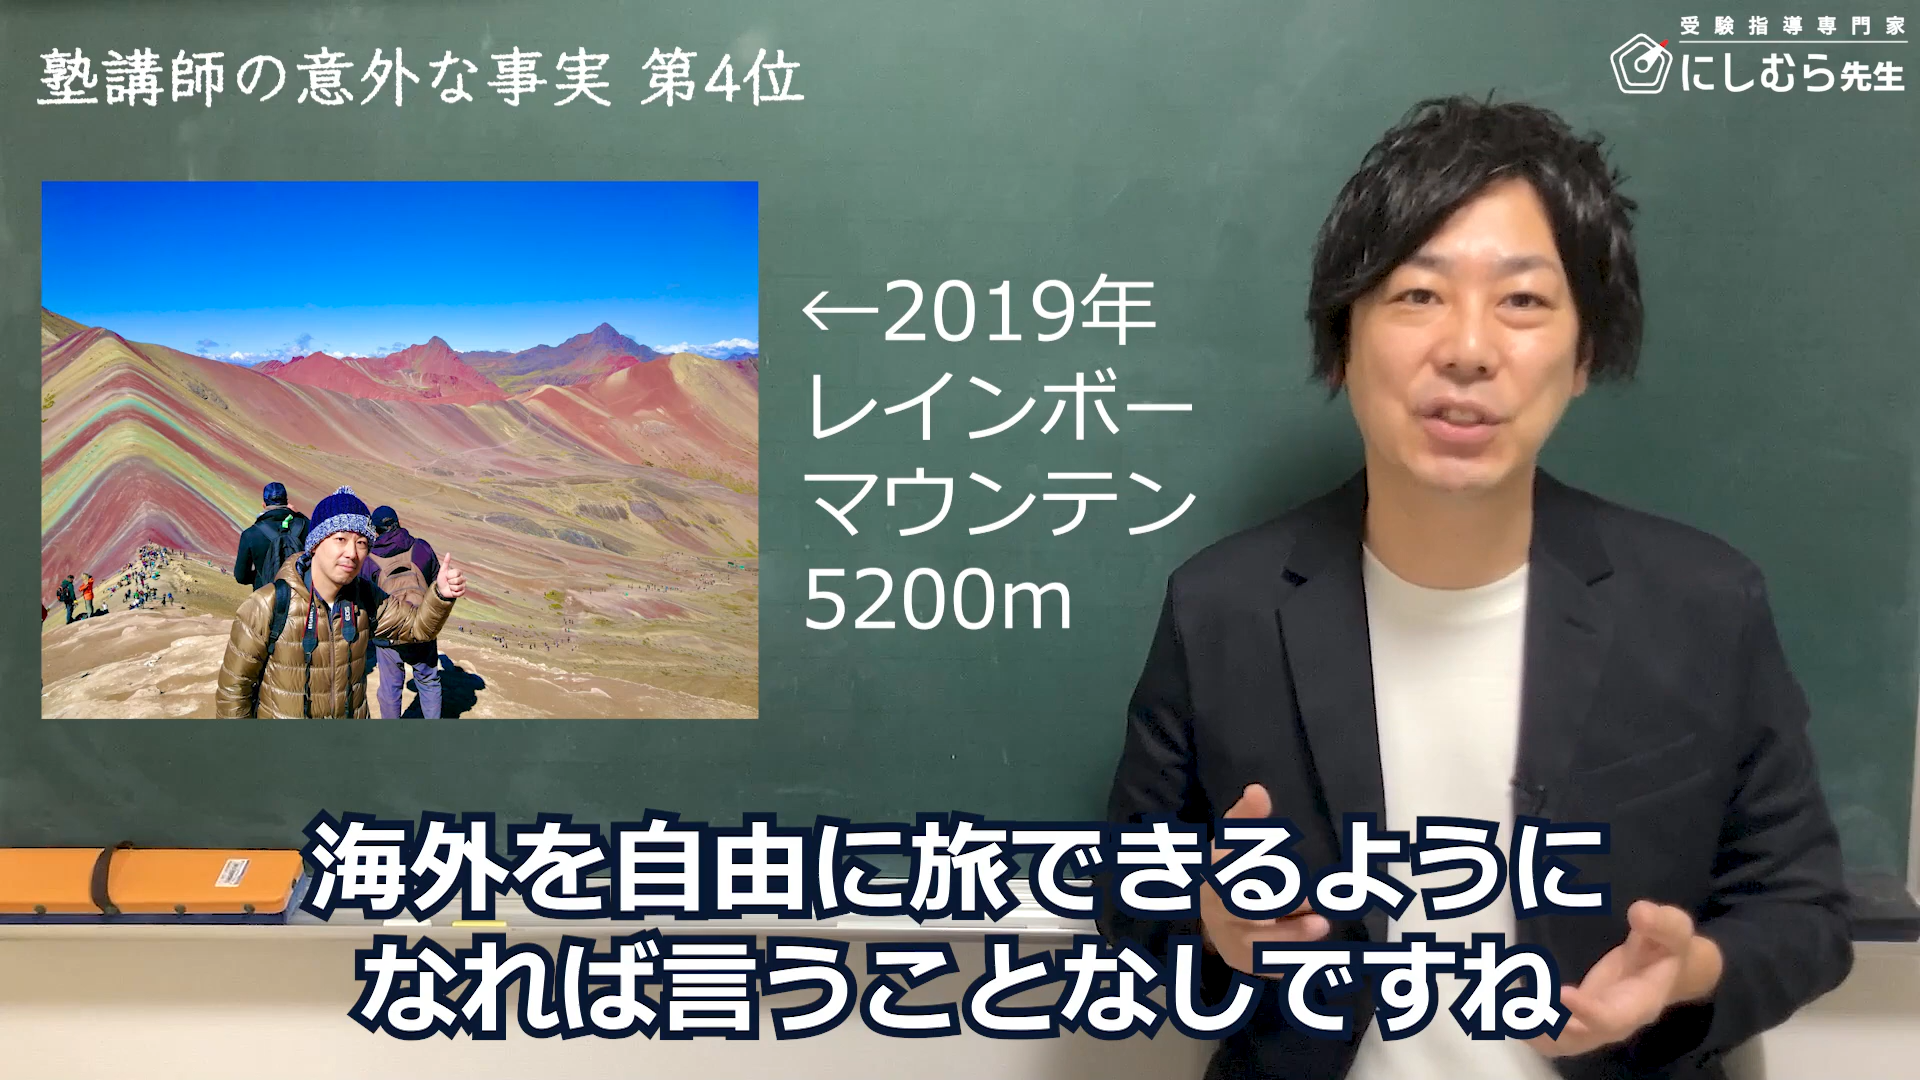 塾講師の意外な事実 第4位
受験指導専門家
にしむら先生
←2019年
レインボー
マウンテン
5200m
海外を自由に旅できるように
なれば言うことなしですね